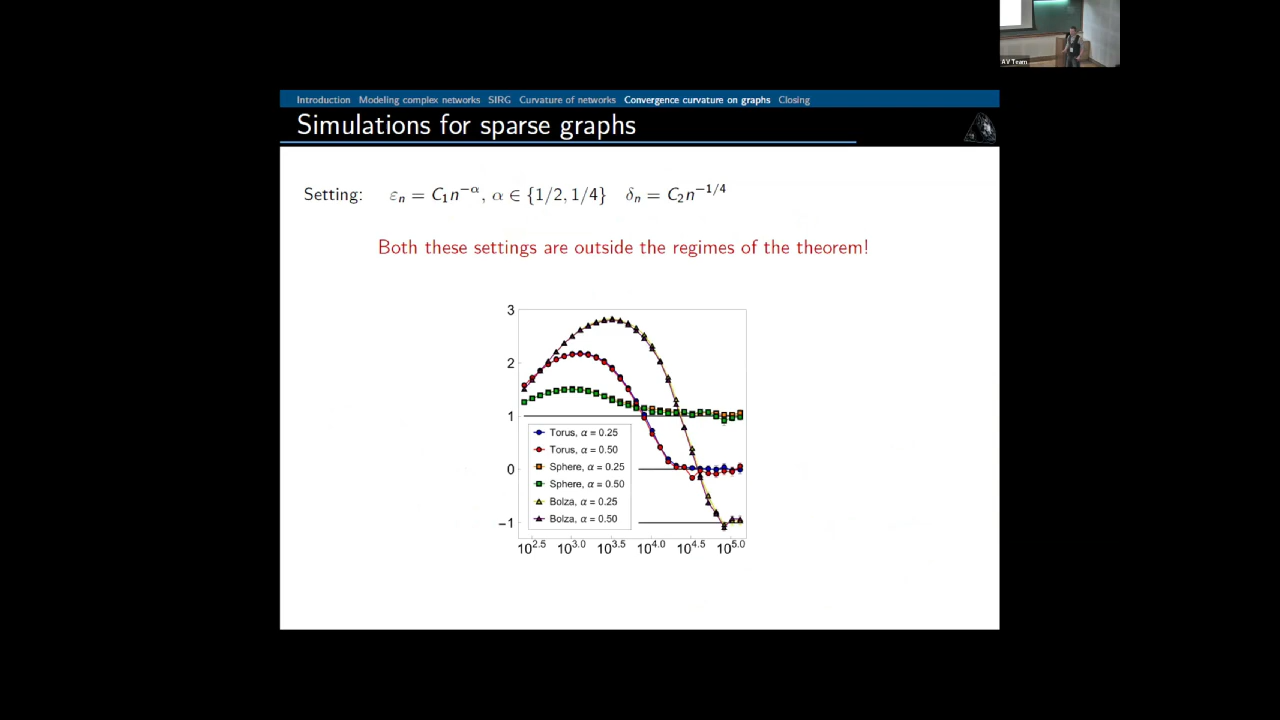 AV Team
Introduction Modeling complex networks SIRG Curvature of networks Convergence curvature on graphs Closing
Simulations for sparse graphs
Setting: εₙ = C₁n^−α, α ∈ {1/2, 1/4} δₙ = C₂n^−1/4
Both these settings are outside the regimes of the theorem!
3
2
1
0
−1
Torus, α = 0.25
Torus, α = 0.50
Sphere, α = 0.25
Sphere, α = 0.50
Bolza, α = 0.25
Bolza, α = 0.50
10^2.5 10^3.0 10^3.5 10^4.0 10^4.5 10^5.0